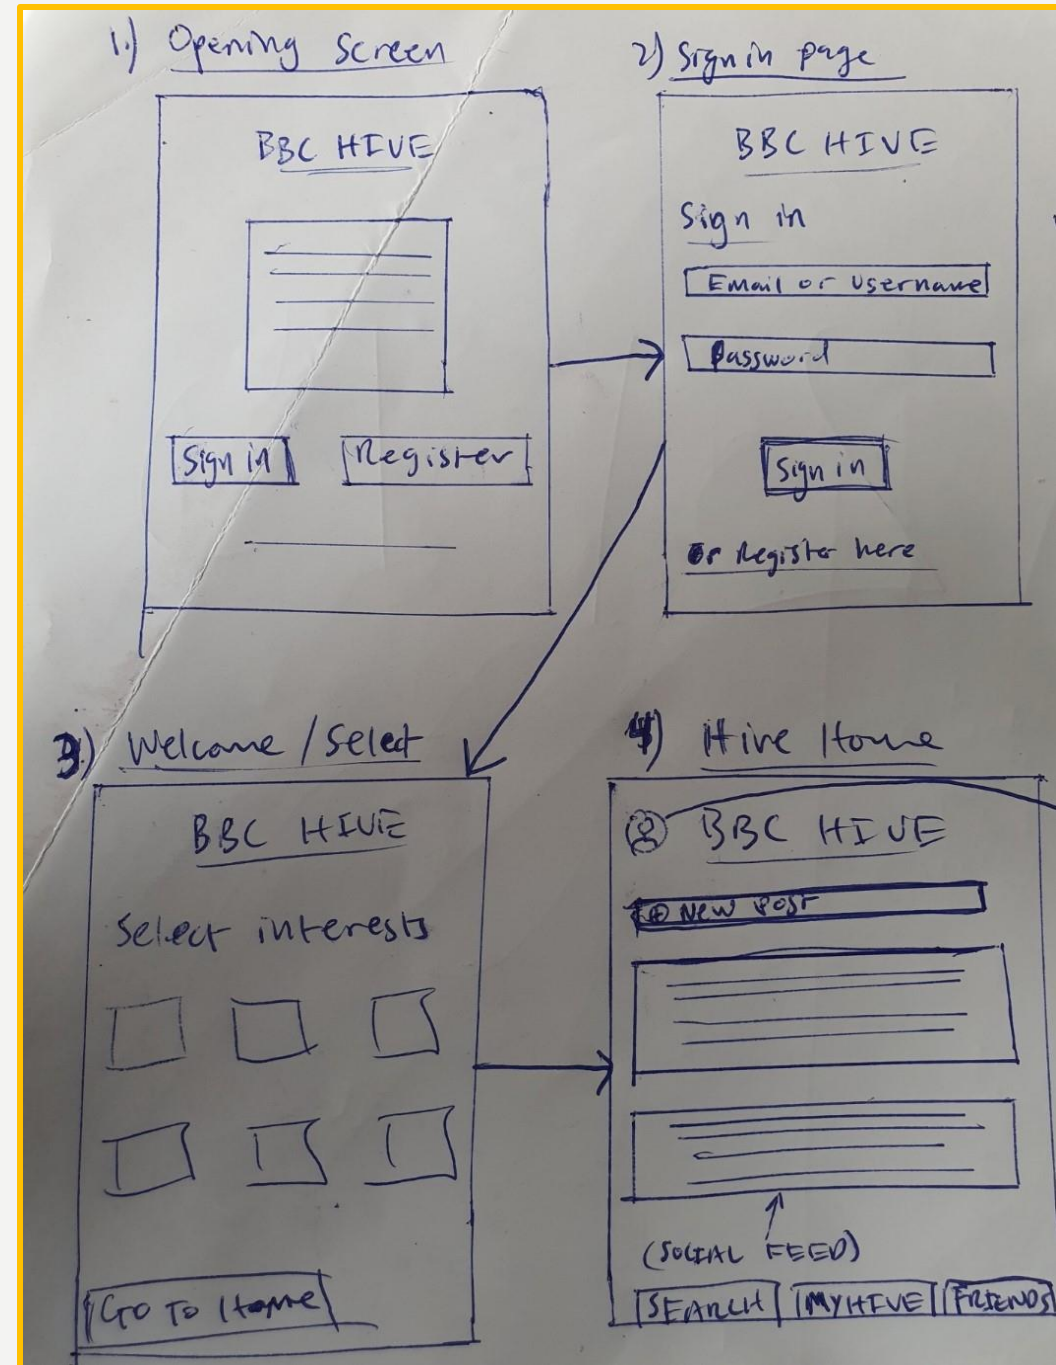 1.) Opening Screen
BBC HIVE
Sign in Register
2) Sign in page
BBC HIVE
Sign in
Email or Username
Password
Sign in
Or Register here
3) Welcome / Select
BBC HIVE
Select interests
GO TO Home
4) Hive Home
BBC HIVE
+ NEW POST
(SOCIAL FEED)
SEARCH MYHIVE FRIENDS